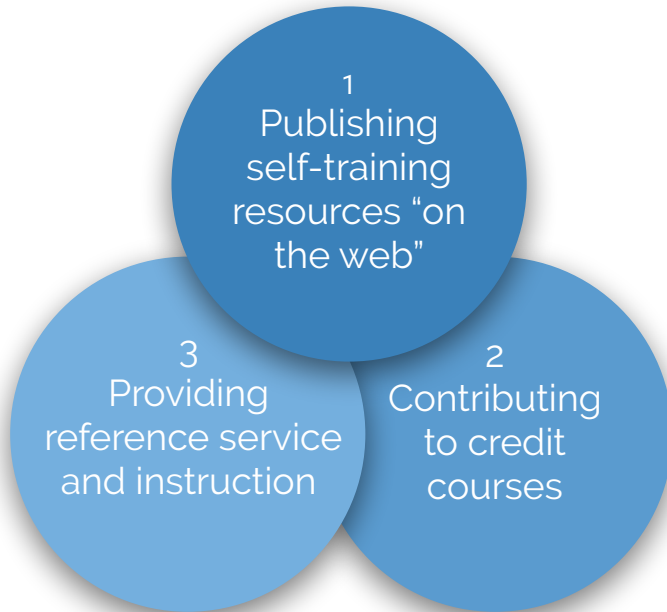 1
Publishing
self-training
resources “on
the web”
2
Contributing
to credit
courses
3
Providing
reference service
and instruction